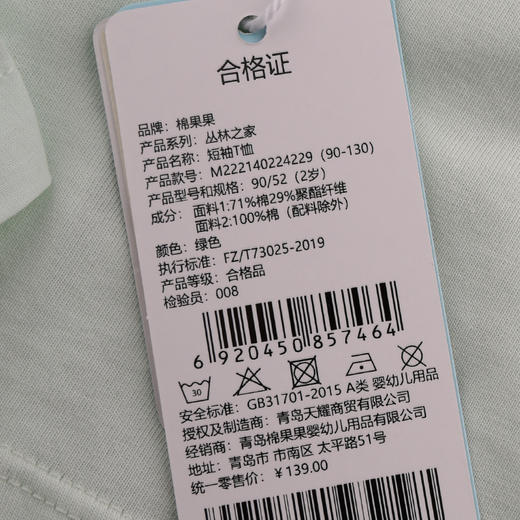 合格证
品牌：棉果果
产品系列：丛林之家
产品名称：短袖T恤
产品款号：M222140224229（90-130）
产品型号和规格：90/52（2岁）
成分： 面料1:71%棉29%聚酯纤维
面料2:100%棉（配料除外）
颜色：绿色
执行标准：FZ/T73025-2019
产品等级：合格品
检验员：008
6 920450 857464
30
安全标准：GB31701-2015 A类 婴幼儿用品
授权及制造商：青岛天耀商贸有限公司
经销商：青岛棉果果婴幼儿用品有限公司
地址：青岛市 市南区 太平路51号
统一零售价：¥139.00